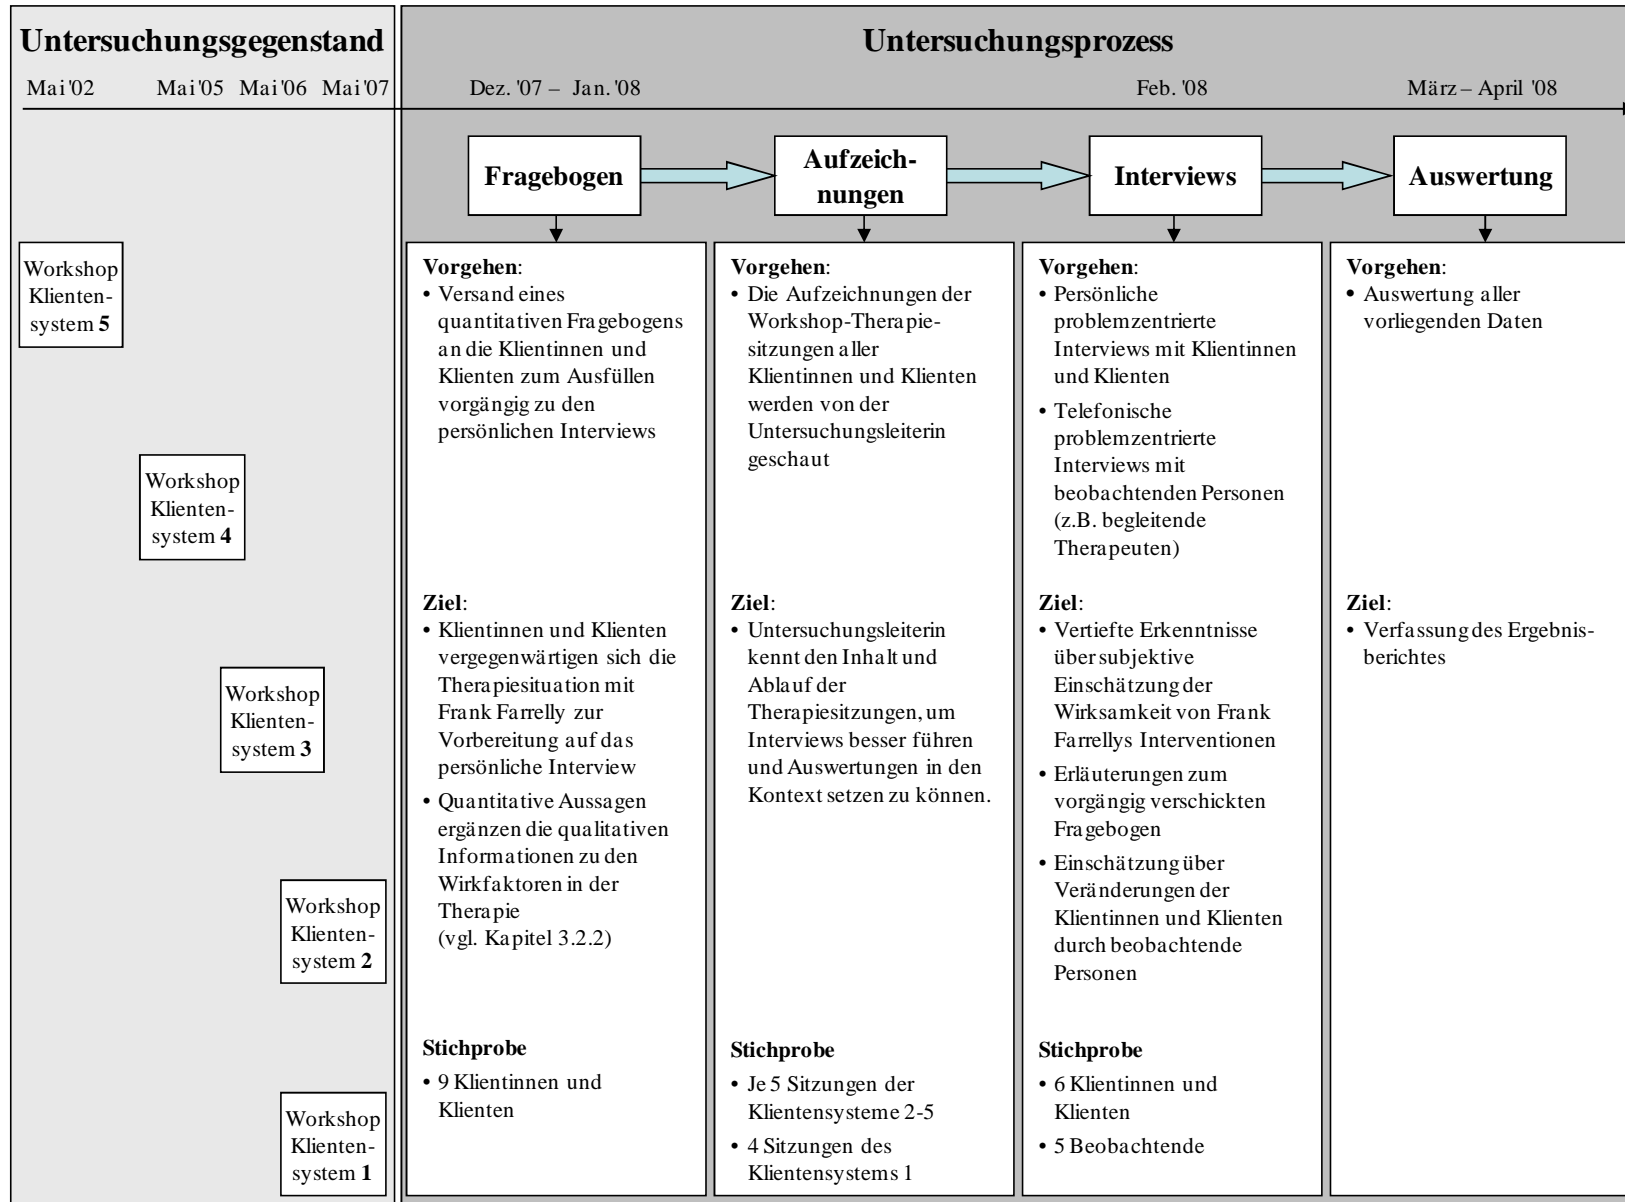 Untersuchungsgegenstand
Mai'02 Mai'05 Mai'06 Mai'07
Workshop
Klienten-
system 5
Workshop
Klienten-
system 4
Workshop
Klienten-
system 3
Workshop
Klienten-
system 2
Workshop
Klienten-
system 1
Untersuchungsprozess
Dez. '07 – Jan. '08 Feb. '08 März – April '08
Fragebogen
Aufzeich-
nungen
Interviews
Auswertung
Vorgehen:
• Versand eines
quantitativen Fragebogens
an die Klientinnen und
Klienten zum Ausfüllen
vorgängig zu den
persönlichen Interviews
Ziel:
• Klientinnen und Klienten
vergegenwärtigen sich die
Therapiesituation mit
Frank Farrelly zur
Vorbereitung auf das
persönliche Interview
• Quantitative Aussagen
ergänzen die qualitativen
Informationen zu den
Wirkfaktoren in der
Therapie
(vgl. Kapitel 3.2.2)
Stichprobe
• 9 Klientinnen und
Klienten
Vorgehen:
• Die Aufzeichnungen der
Workshop-Therapie-
sitzungen aller
Klientinnen und Klienten
werden von der
Untersuchungsleiterin
geschaut
Ziel:
• Untersuchungsleiterin
kennt den Inhalt und
Ablauf der
Therapiesitzungen, um
Interviews besser führen
und Auswertungen in den
Kontext setzen zu können.
Stichprobe
• Je 5 Sitzungen der
Klientensysteme 2-5
• 4 Sitzungen des
Klientensystems 1
Vorgehen:
• Persönliche
problemzentrierte
Interviews mit Klientinnen
und Klienten
• Telefonische
problemzentrierte
Interviews mit
beobachtenden Personen
(z.B. begleitende
Therapeuten)
Ziel:
• Vertiefte Erkenntnisse
über subjektive
Einschätzung der
Wirksamkeit von Frank
Farrellys Interventionen
• Erläuterungen zum
vorgängig verschickten
Fragebogen
• Einschätzung über
Veränderungen der
Klientinnen und Klienten
durch beobachtende
Personen
Stichprobe
• 6 Klientinnen und
Klienten
• 5 Beobachtende
Vorgehen:
• Auswertung aller
vorliegenden Daten
Ziel:
• Verfassung des Ergebnis-
berichtes